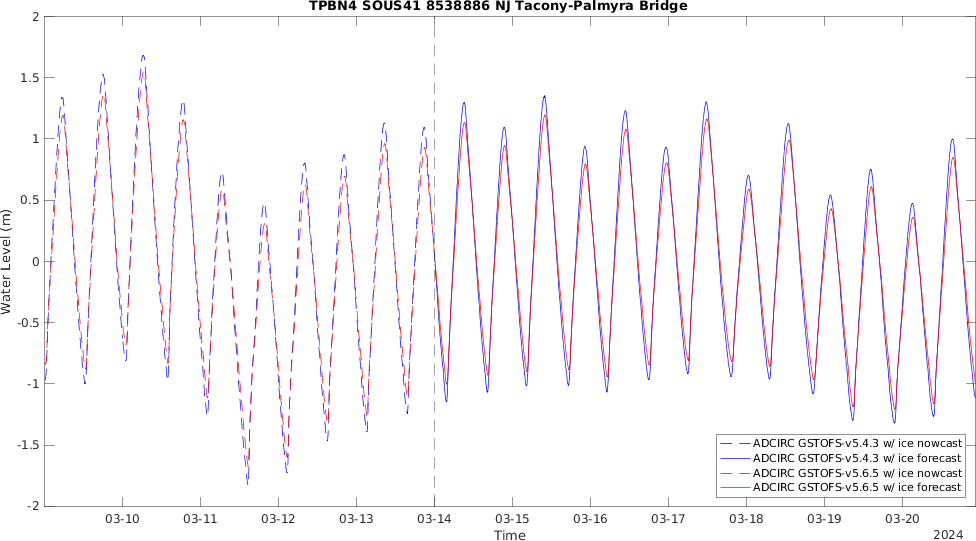 TPBN4 SOUS41 8538886 NJ Tacony-Palmyra Bridge
2
1.5
1
0.5
0
-0.5
-1
-1.5
-2
Water Level (m)
03-10 03-11 03-12 03-13 03-14 03-15 03-16 03-17 03-18 03-19 03-20
Time
2024
ADCIRC GSTOFS-v5.4.3 w/ ice nowcast
ADCIRC GSTOFS-v5.4.3 w/ ice forecast
ADCIRC GSTOFS-v5.6.5 w/ ice nowcast
ADCIRC GSTOFS-v5.6.5 w/ ice forecast